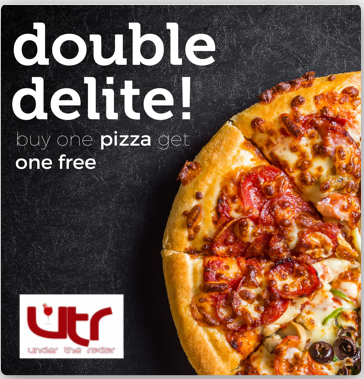 double
delite!
buy one pizza get
one free
utr
under the radar